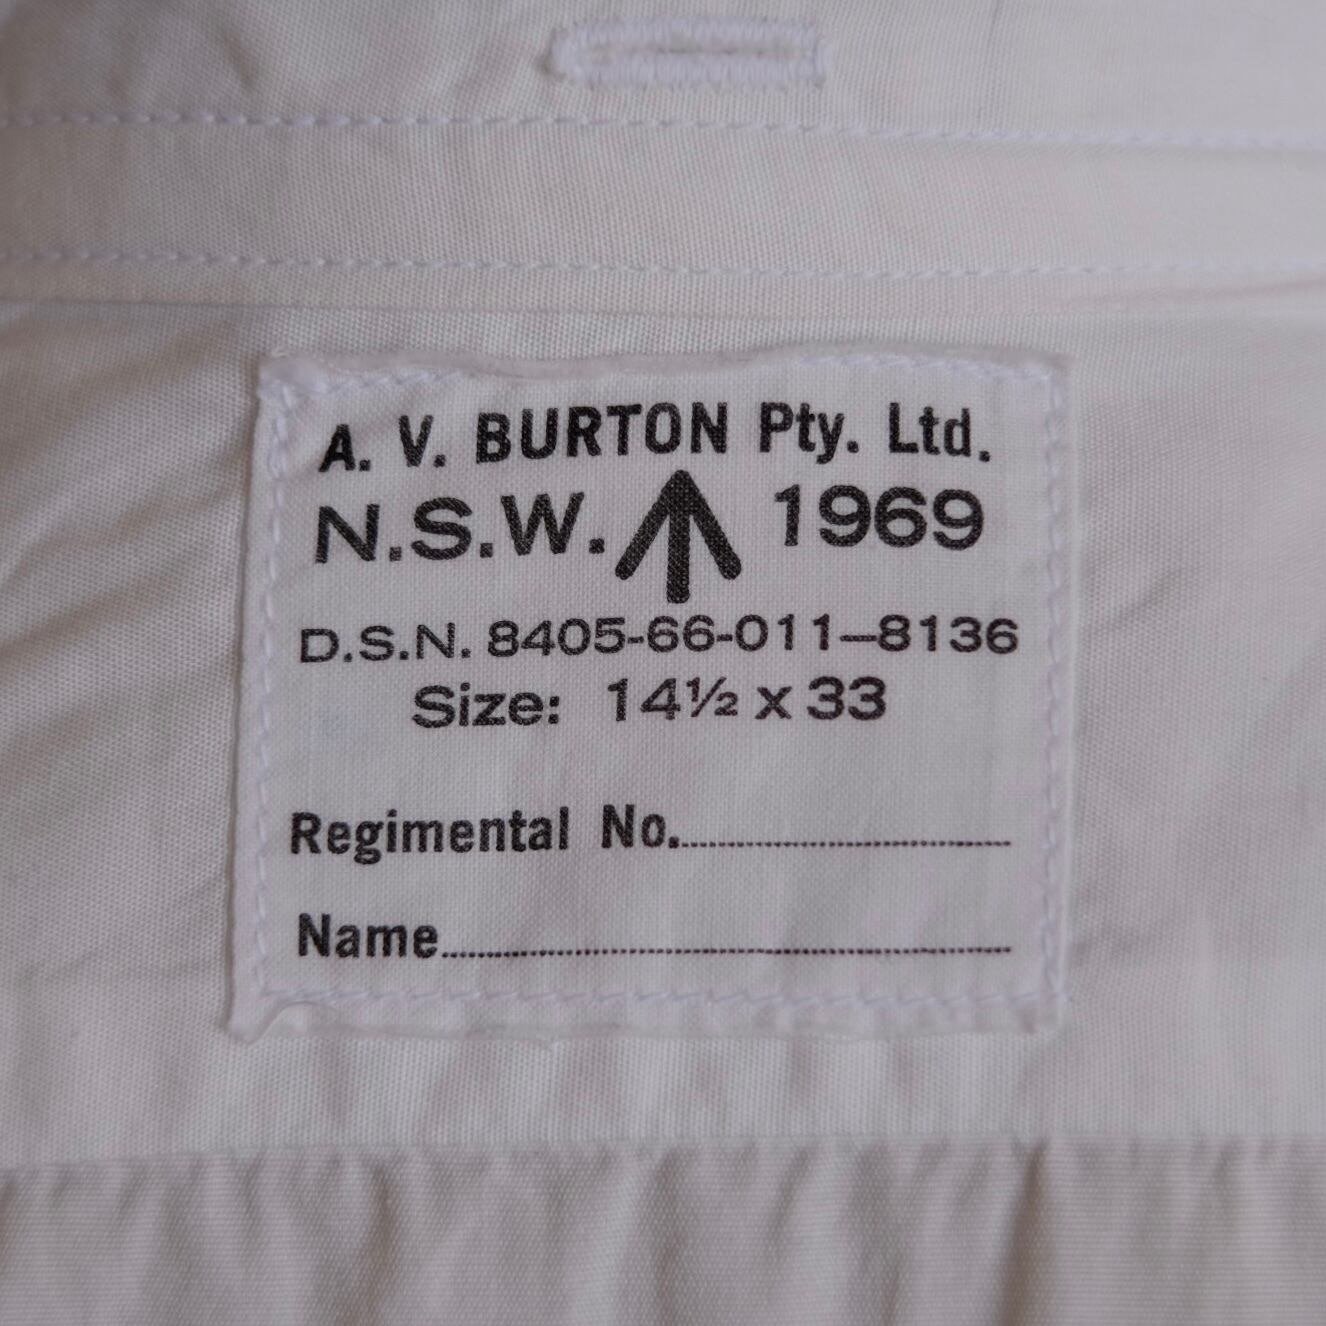 A. V. BURTON Pty. Ltd.
N.S.W. 1969
D.S.N. 8405-66-011—8136
Size: 14½ x 33
Regimental No.
Name